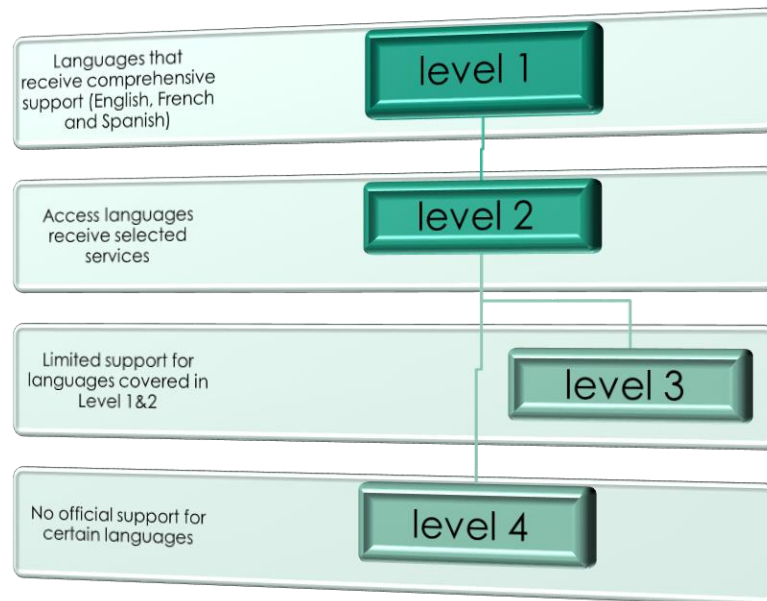 Languages that
receive comprehensive
support (English, French
and Spanish)
level 1
Access languages
receive selected
services
level 2
Limited support for
languages covered in
Level 1&2
level 3
No official support for
certain languages
level 4